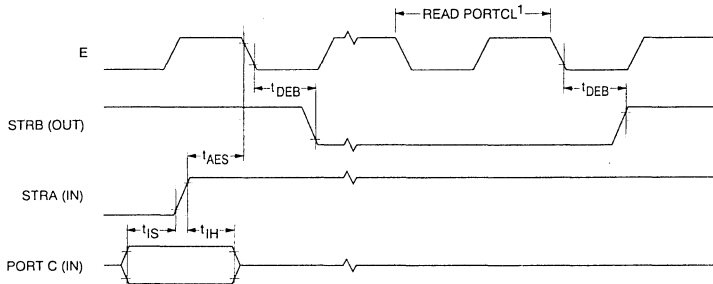 READ PORTCL1
E
tDEB
tDEB
STRB (OUT)
tAES
STRA (IN)
tIS
tIH
PORT C (IN)